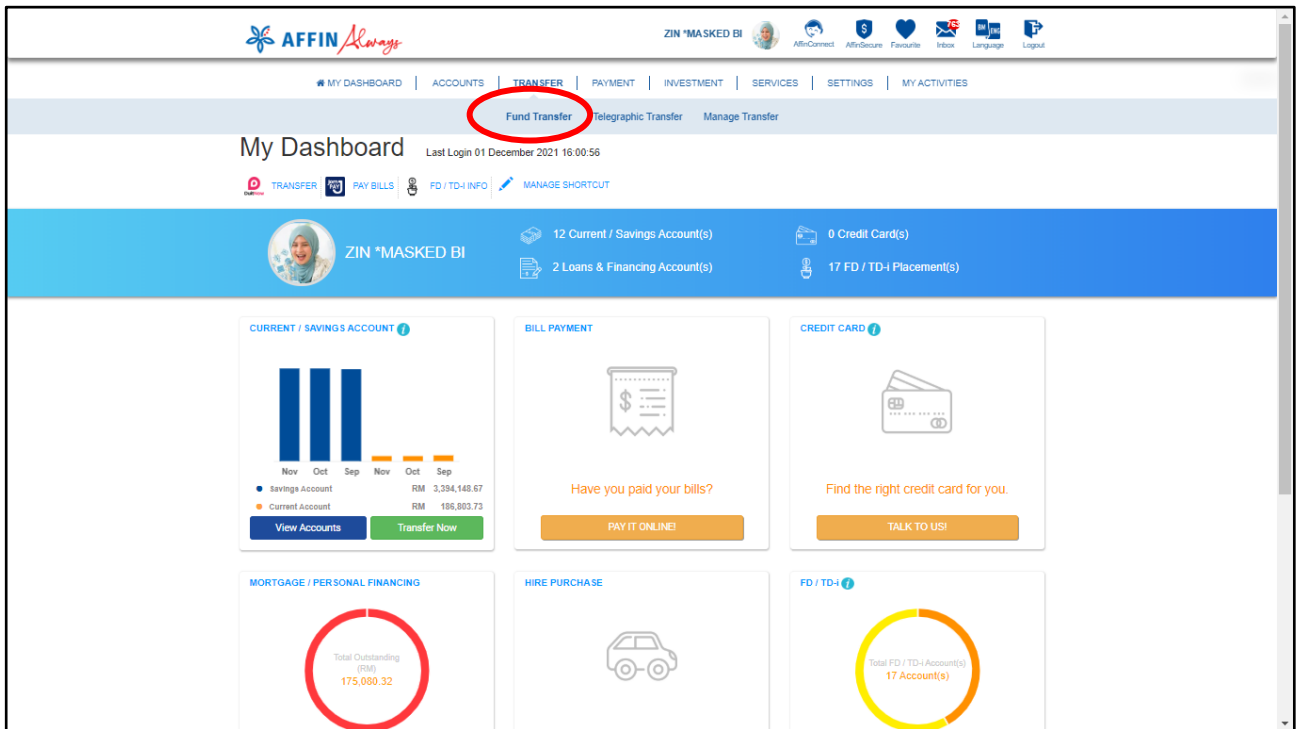 AFFIN Always
ZIN *MASKED BI
AffinConnect AffinSecure Favourite Inbox Language Logout
763
BM ENG
MY DASHBOARD | ACCOUNTS | TRANSFER | PAYMENT | INVESTMENT | SERVICES | SETTINGS | MY ACTIVITIES
Fund Transfer Telegraphic Transfer Manage Transfer
My Dashboard Last Login 01 December 2021 16:00:56
DuitNow TRANSFER PAY PAY BILLS FD / TD-I INFO MANAGE SHORTCUT
ZIN *MASKED BI
12 Current / Savings Account(s) 0 Credit Card(s)
2 Loans & Financing Account(s) 17 FD / TD-i Placement(s)
CURRENT / SAVINGS ACCOUNT i
Nov Oct Sep Nov Oct Sep
Savings Account RM 3,394,148.67
Current Account RM 186,803.73
View Accounts Transfer Now
BILL PAYMENT
$
Have you paid your bills?
PAY IT ONLINE!
CREDIT CARD i
Find the right credit card for you.
TALK TO US!
MORTGAGE / PERSONAL FINANCING
Total Outstanding
(RM)
175,080.32
HIRE PURCHASE
FD / TD-i i
Total FD / TD-i Account(s)
17 Account(s)